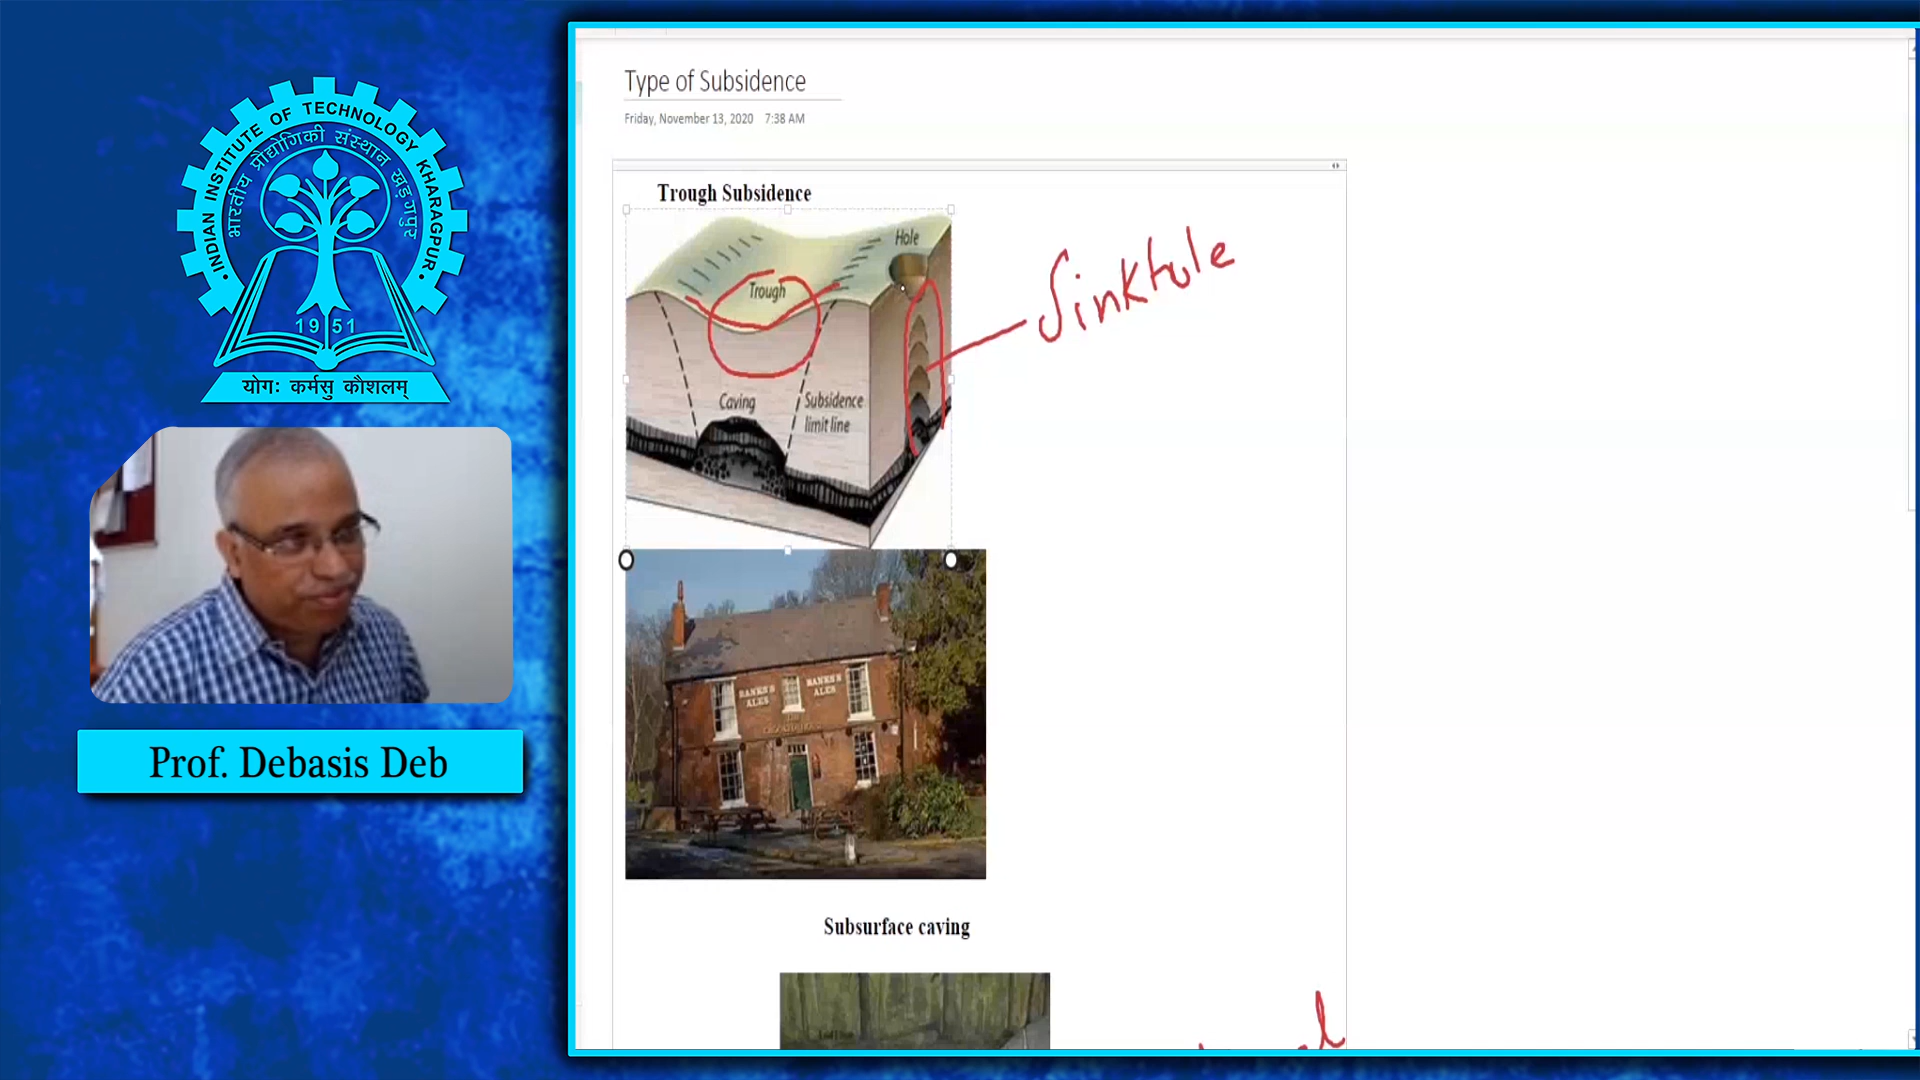 INDIAN INSTITUTE OF TECHNOLOGY KHARAGPUR
भारतीय प्रौद्योगिकी संस्थान खड़गपुर
1951
योगः कर्मसु कौशलम्
Prof. Debasis Deb
Type of Subsidence
Friday, November 13, 2020 7:38 AM
Trough Subsidence
Hole
Trough
Caving
Subsidence
limit line
Sinkhole
BANKS'S
ALES
BANKS'S
ALES
THE
Subsurface caving